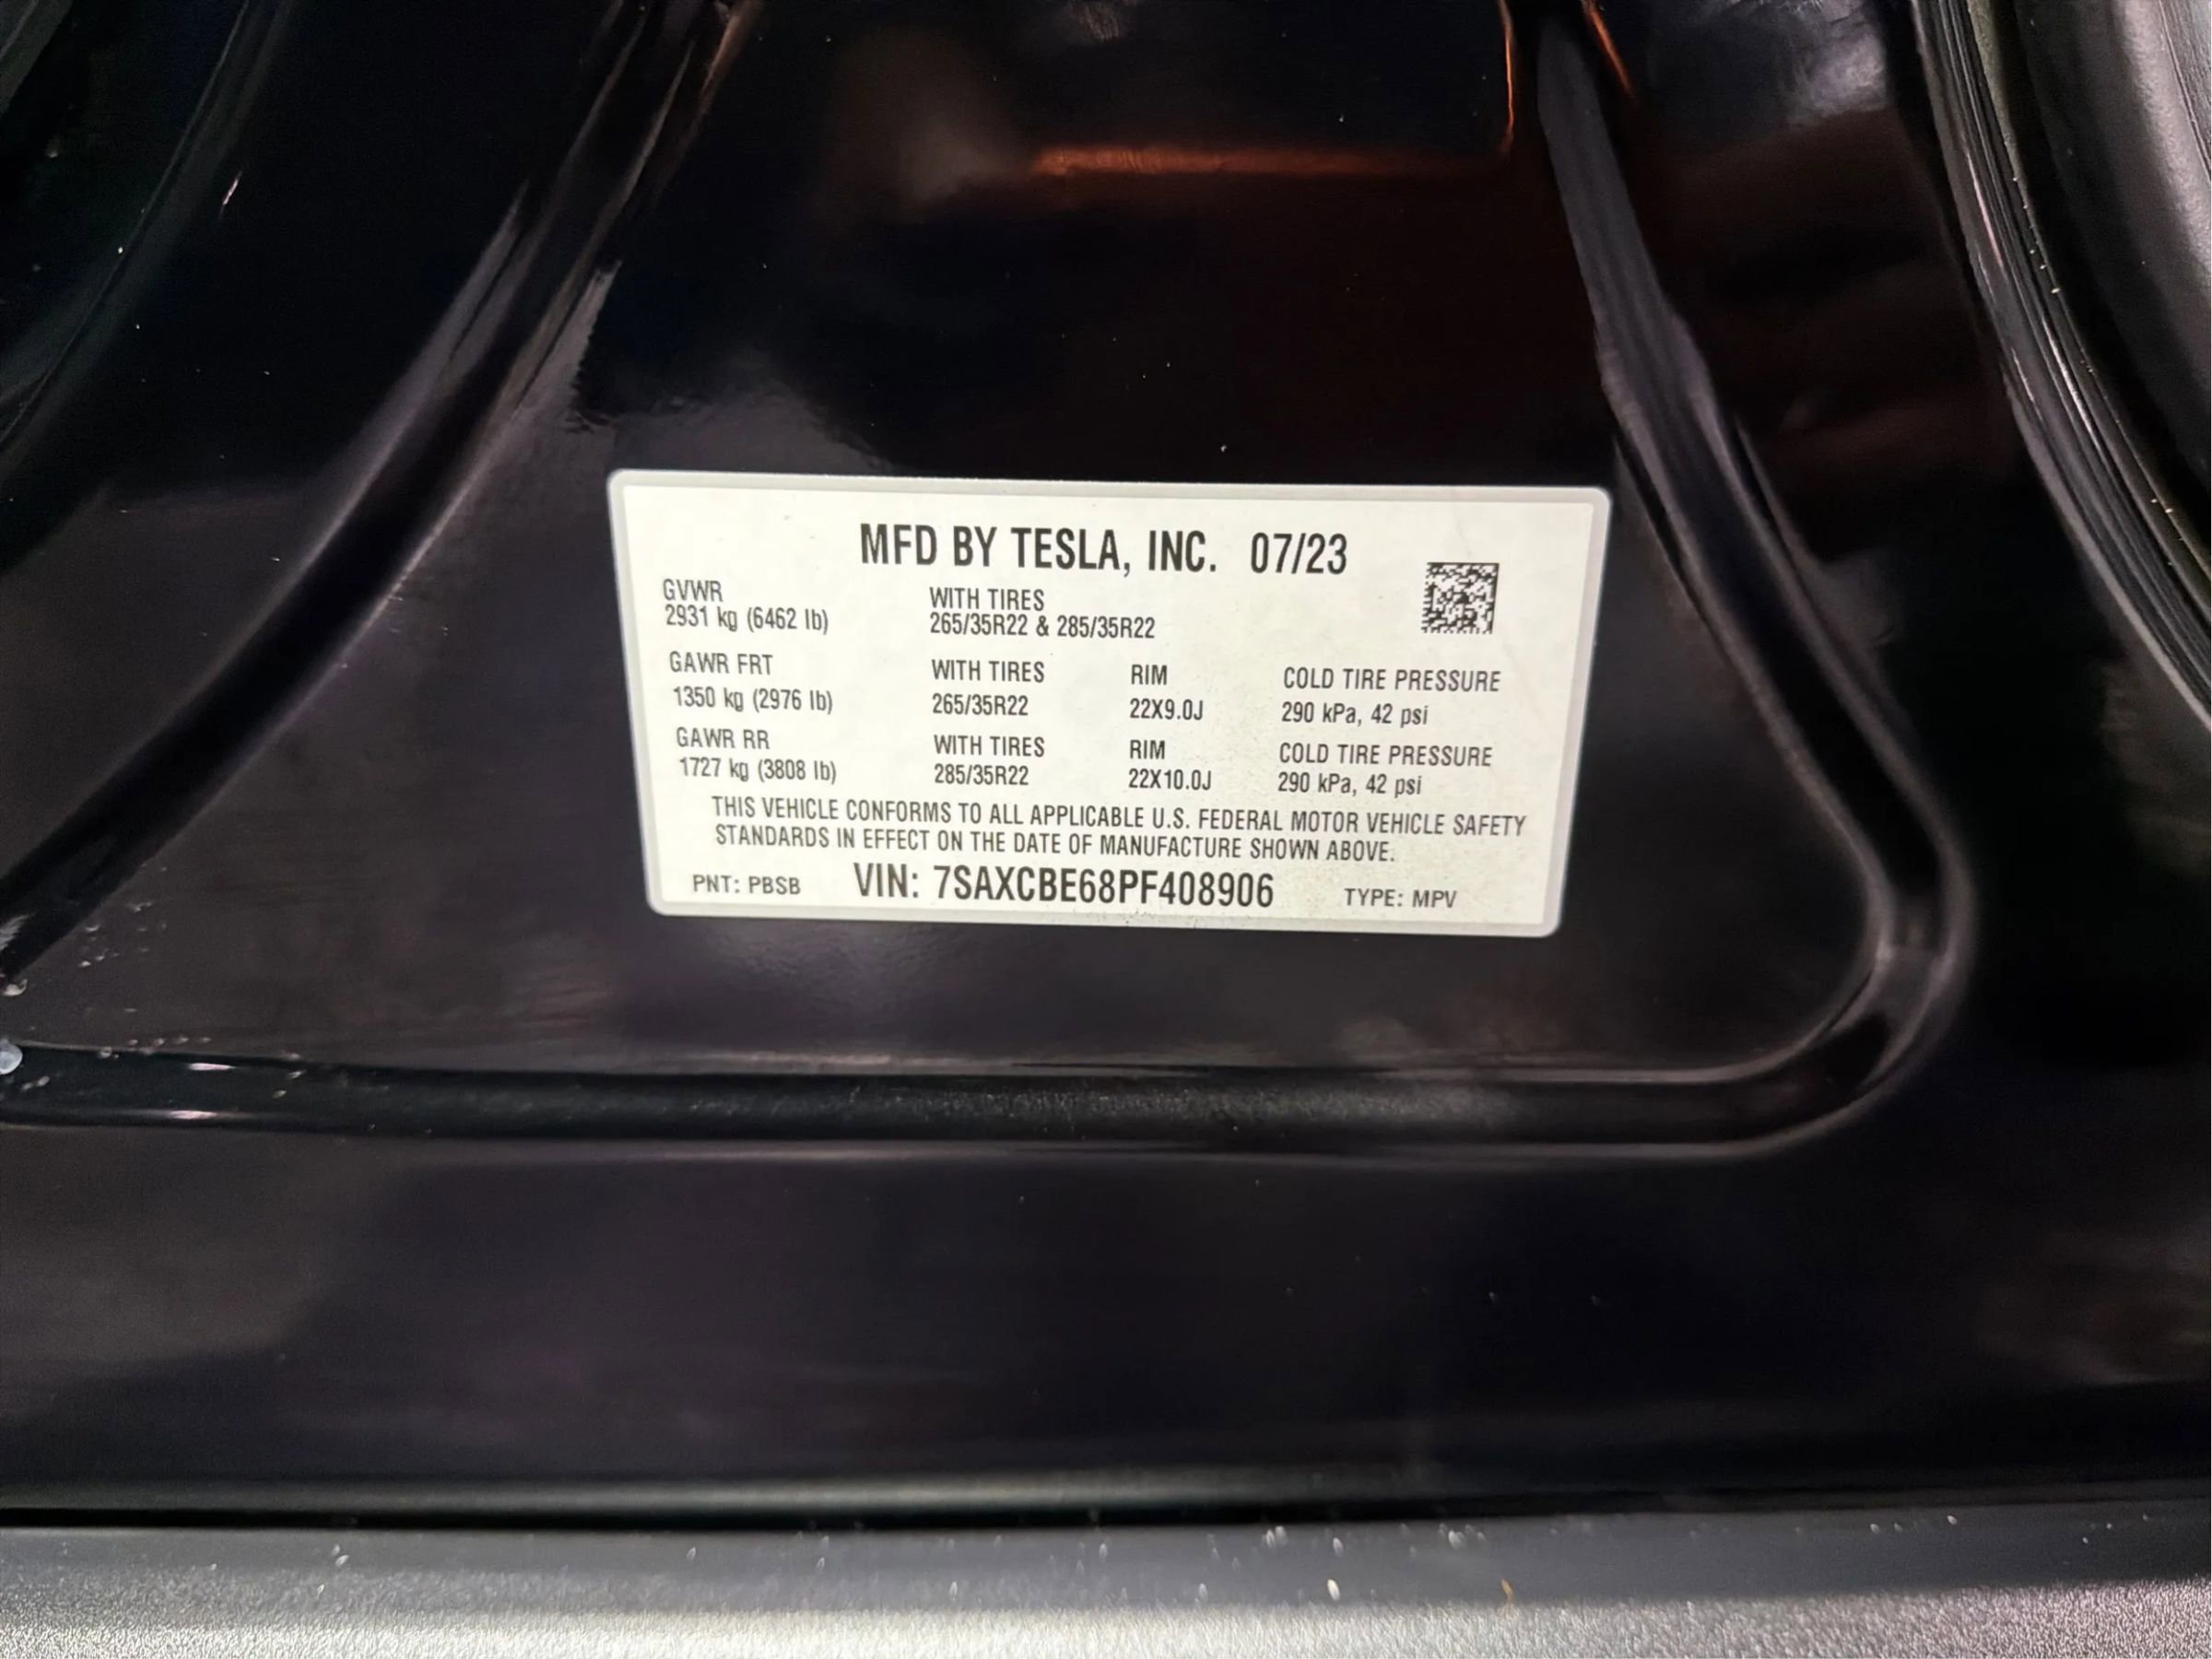 MFD BY TESLA, INC. 07/23
GVWR WITH TIRES
2931 kg (6462 lb) 265/35R22 & 285/35R22
GAWR FRT WITH TIRES RIM COLD TIRE PRESSURE
1350 kg (2976 lb) 265/35R22 22X9.0J 290 kPa, 42 psi
GAWR RR WITH TIRES RIM COLD TIRE PRESSURE
1727 kg (3808 lb) 285/35R22 22X10.0J 290 kPa, 42 psi
THIS VEHICLE CONFORMS TO ALL APPLICABLE U.S. FEDERAL MOTOR VEHICLE SAFETY
STANDARDS IN EFFECT ON THE DATE OF MANUFACTURE SHOWN ABOVE.
PNT: PBSB VIN: 7SAXCBE68PF408906 TYPE: MPV